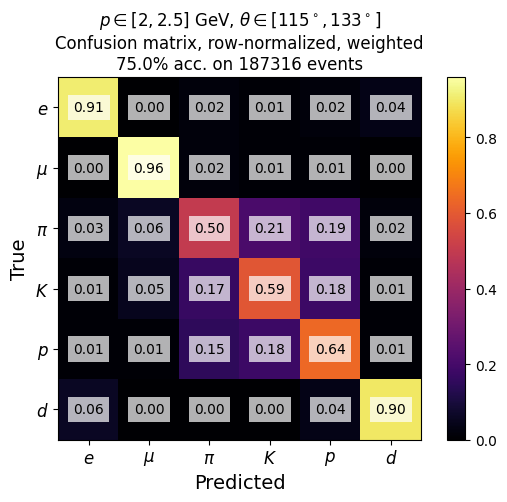 p ∈ [2, 2.5] GeV, θ ∈ [115°, 133°]
Confusion matrix, row-normalized, weighted
75.0% acc. on 187316 events
e 0.91 0.00 0.02 0.01 0.02 0.04
μ 0.00 0.96 0.02 0.01 0.01 0.00
π 0.03 0.06 0.50 0.21 0.19 0.02
K 0.01 0.05 0.17 0.59 0.18 0.01
p 0.01 0.01 0.15 0.18 0.64 0.01
d 0.06 0.00 0.00 0.00 0.04 0.90
e μ π K p d
Predicted
True
0.8
0.6
0.4
0.2
0.0